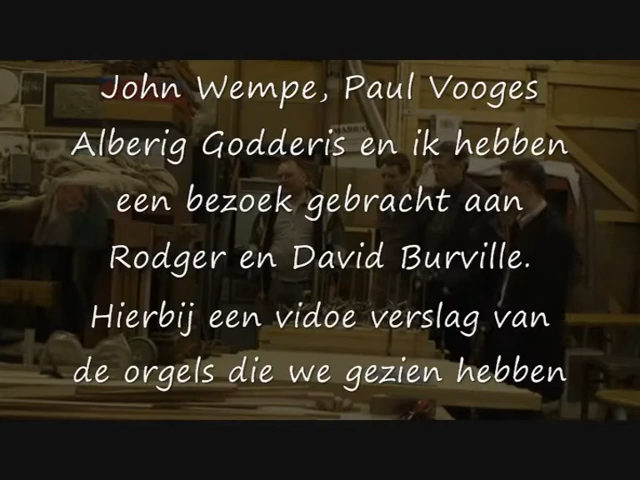 John Wempe, Paul Vooges
Alberig Godderis en ik hebben
een bezoek gebracht aan
Rodger en David Burville.
Hierbij een vidoe verslag van
de orgels die we gezien hebben